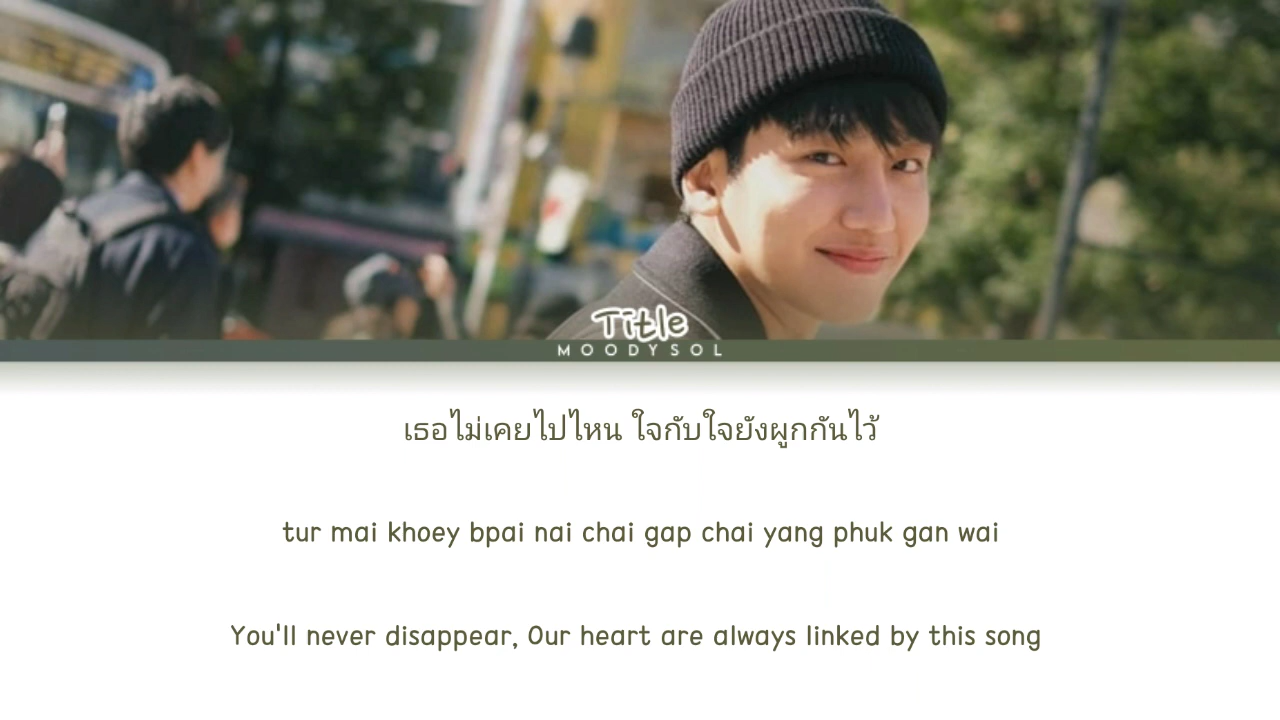 Title
MOODYSOL
เธอไม่เคยไปไหน ใจกับใจยังผูกกันไว้
tur mai khoey bpai nai chai gap chai yang phuk gan wai
You'll never disappear, Our heart are always linked by this song